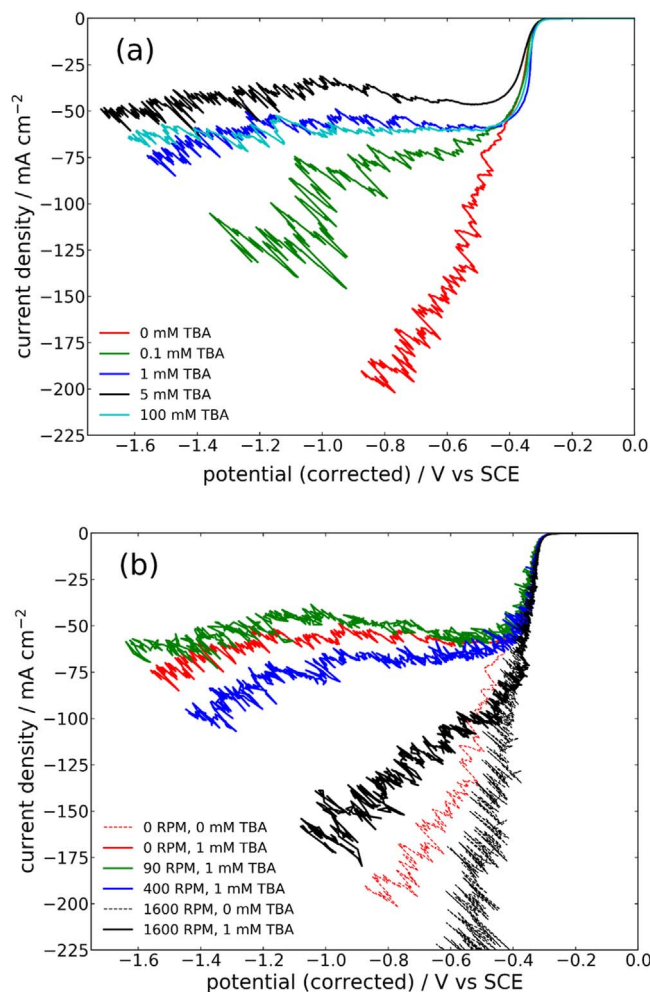 (a)
0
−25
−50
−75
−100
−125
−150
−175
−200
−225
current density / mA cm⁻²
0 mM TBA
0.1 mM TBA
1 mM TBA
5 mM TBA
100 mM TBA
−1.6 −1.4 −1.2 −1.0 −0.8 −0.6 −0.4 −0.2 0.0
potential (corrected) / V vs SCE
(b)
0
−25
−50
−75
−100
−125
−150
−175
−200
−225
current density / mA cm⁻²
0 RPM, 0 mM TBA
0 RPM, 1 mM TBA
90 RPM, 1 mM TBA
400 RPM, 1 mM TBA
1600 RPM, 0 mM TBA
1600 RPM, 1 mM TBA
−1.6 −1.4 −1.2 −1.0 −0.8 −0.6 −0.4 −0.2 0.0
potential (corrected) / V vs SCE